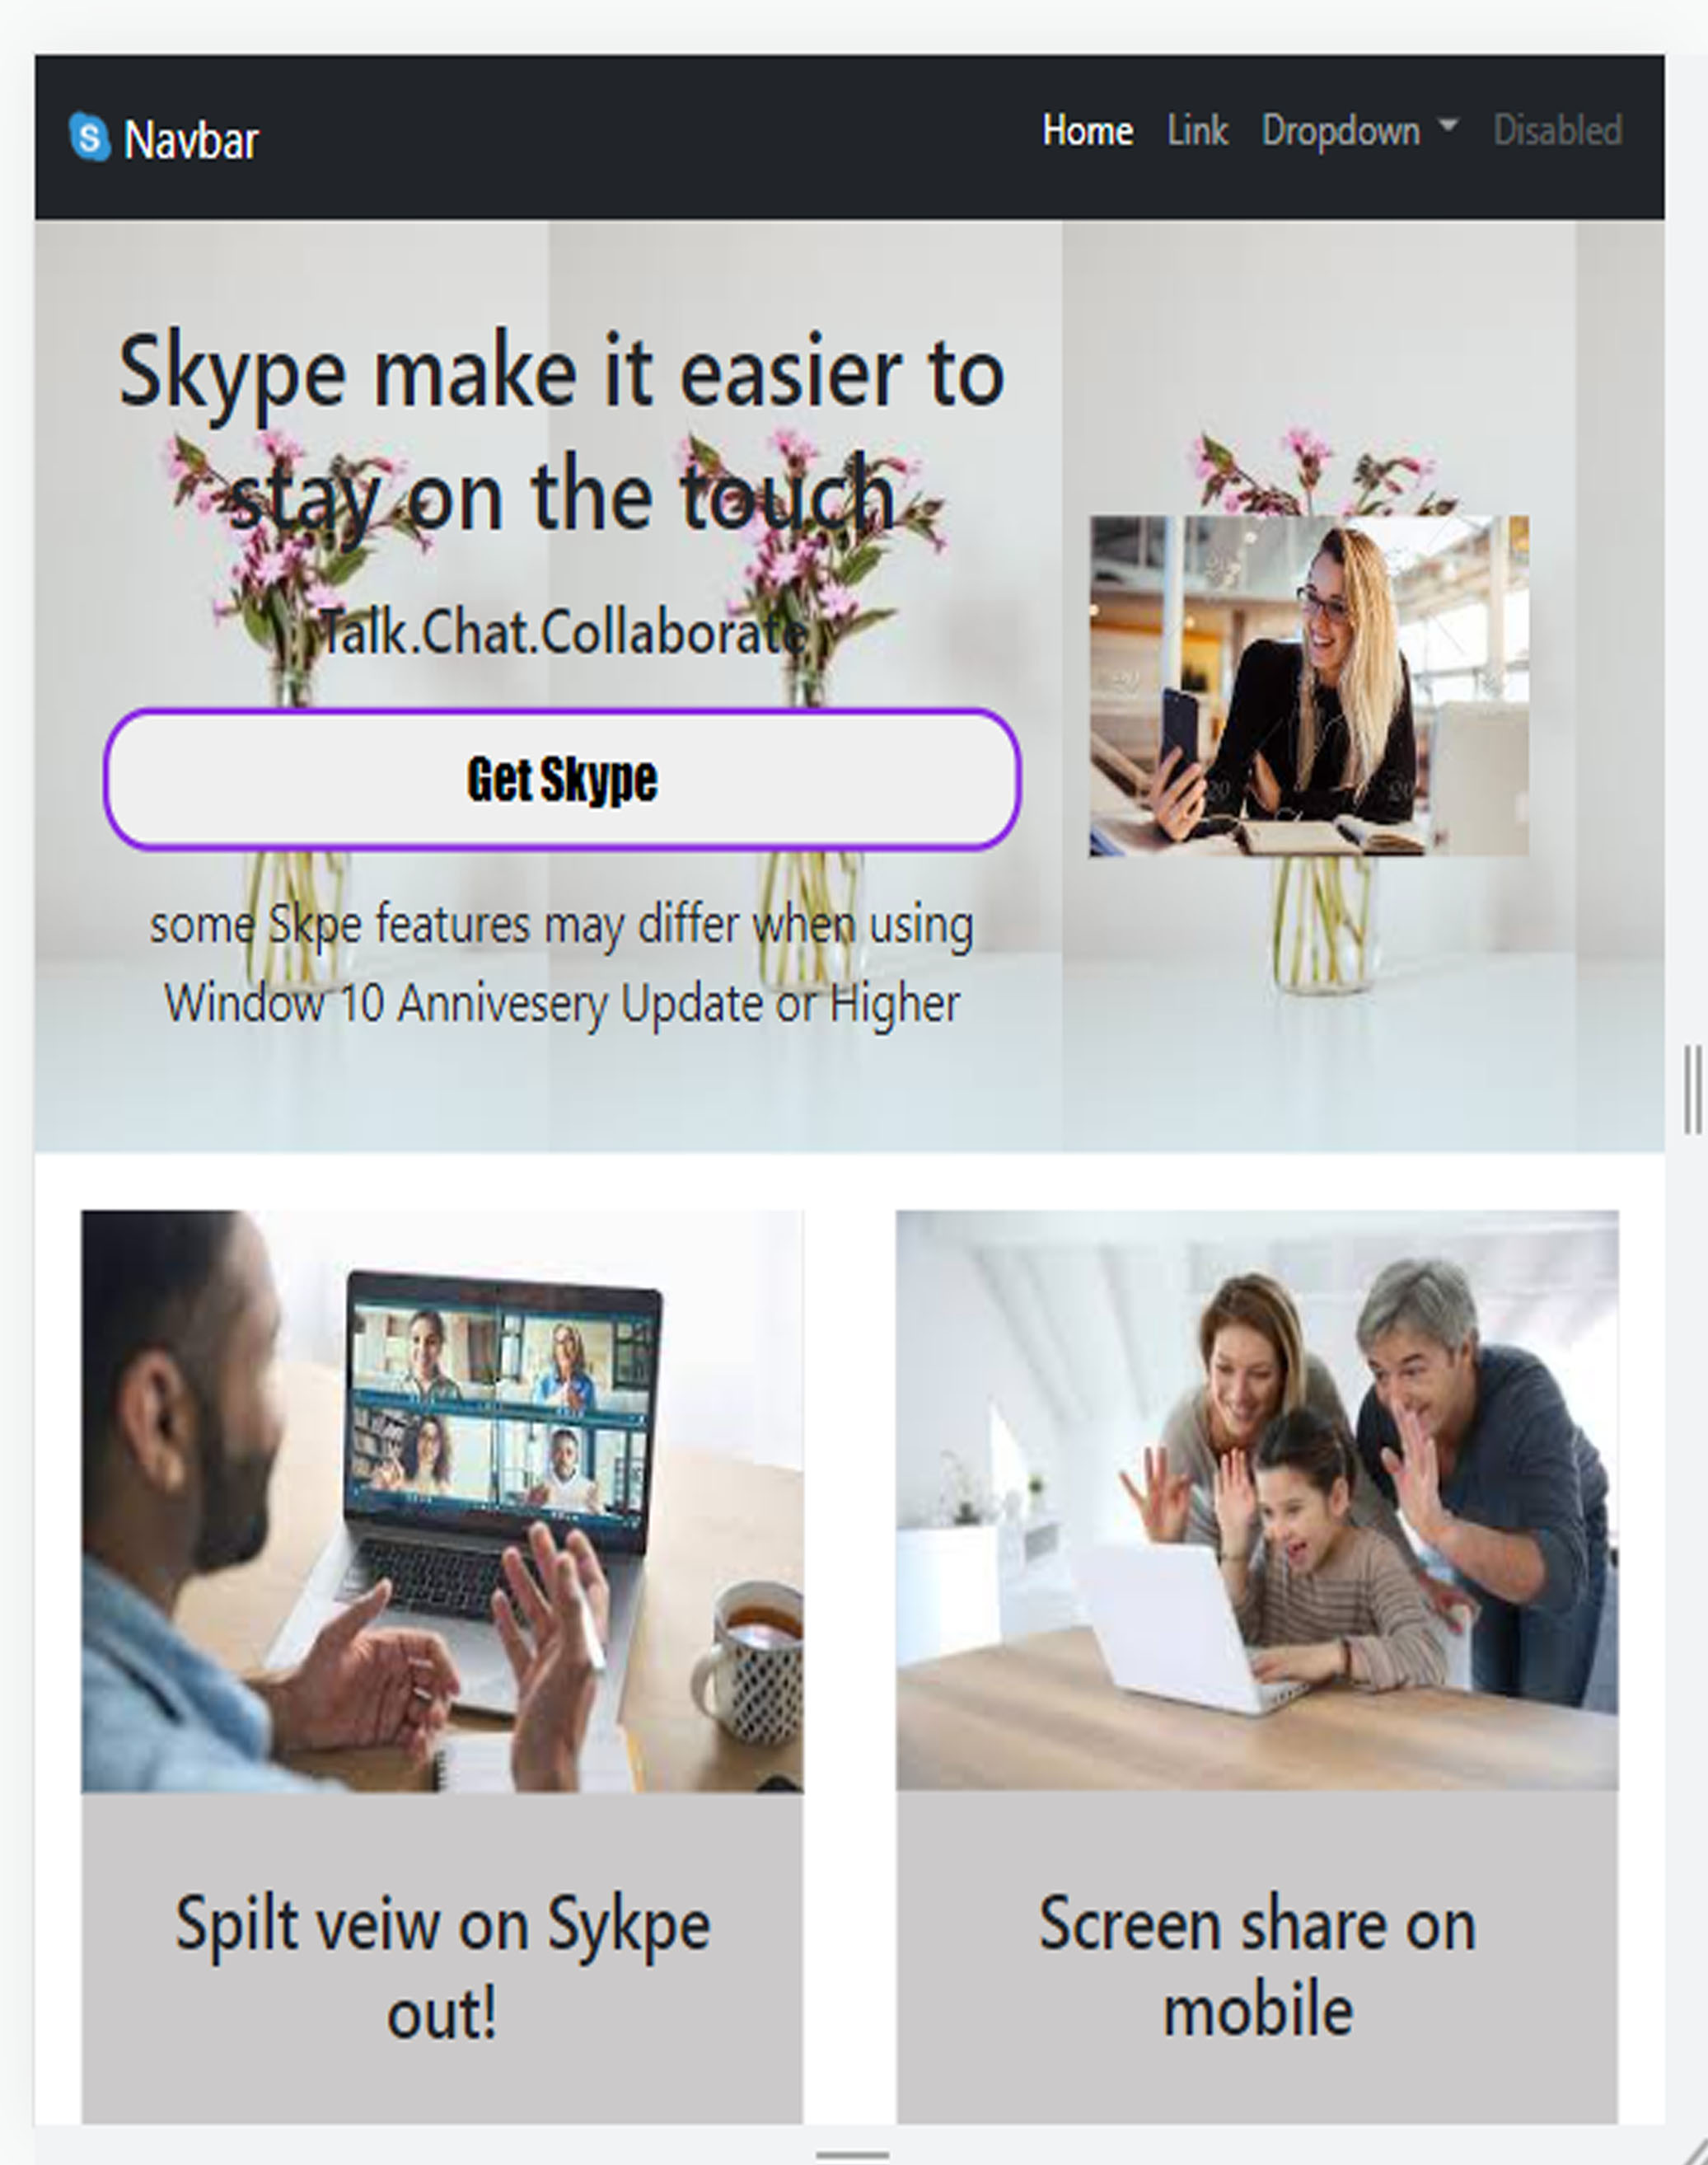 S Navbar
Home Link Dropdown Disabled
Skype make it easier to
stay on the touch
Talk.Chat.Collaborate
Get Skype
some Skpe features may differ when using
Window 10 Annivesery Update or Higher
Spilt veiw on Sykpe
out!
Screen share on
mobile